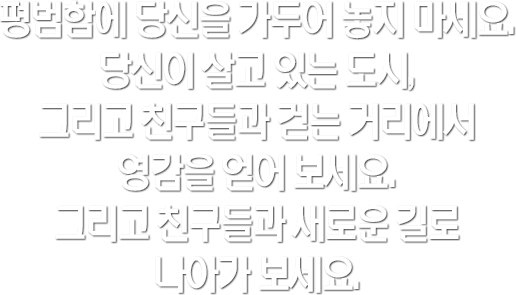 평범함에 당신을 가두어 놓지 마세요.
당신이 살고 있는 도시,
그리고 친구들과 걷는 거리에서
영감을 얻어 보세요.
그리고 친구들과 새로운 길로
나아가 보세요.